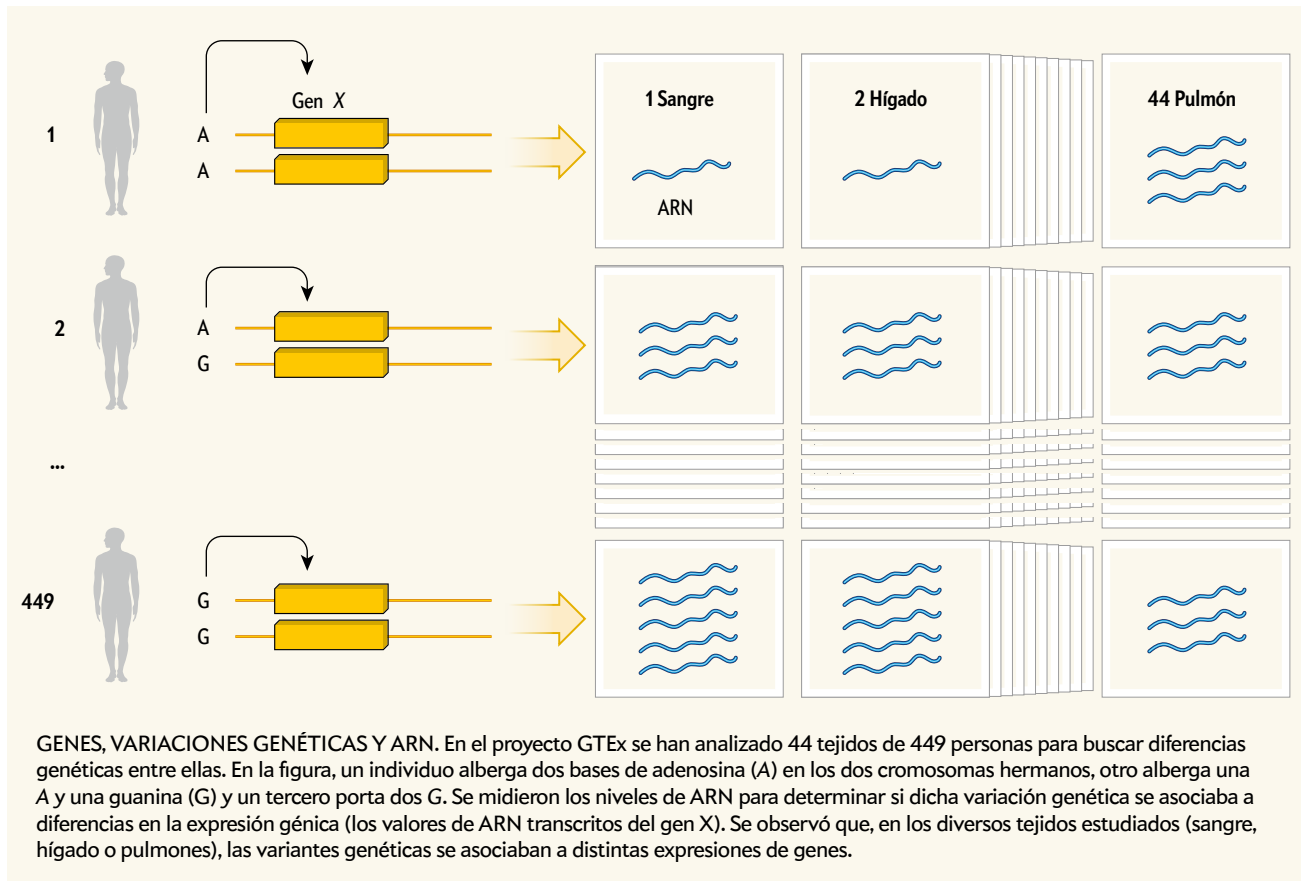 Gen X
1 Sangre
2 Hígado
44 Pulmón
1
A
A
ARN
2
A
G
...
449
G
G
GENES, VARIACIONES GENÉTICAS Y ARN. En el proyecto GTEx se han analizado 44 tejidos de 449 personas para buscar diferencias
genéticas entre ellas. En la figura, un individuo alberga dos bases de adenosina (A) en los dos cromosomas hermanos, otro alberga una
A y una guanina (G) y un tercero porta dos G. Se midieron los niveles de ARN para determinar si dicha variación genética se asociaba a
diferencias en la expresión génica (los valores de ARN transcritos del gen X). Se observó que, en los diversos tejidos estudiados (sangre,
hígado o pulmones), las variantes genéticas se asociaban a distintas expresiones de genes.